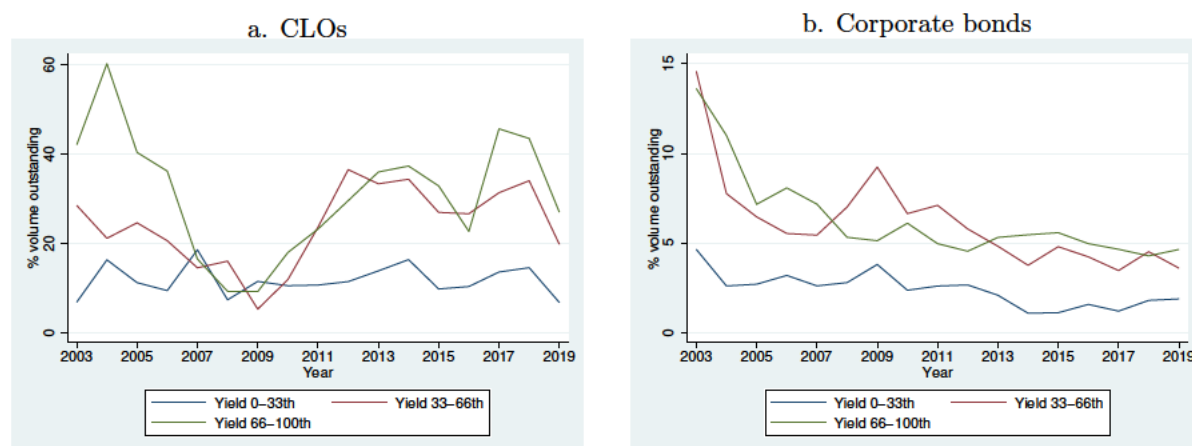 a. CLOs
% volume outstanding
60
40
20
0
2003 2005 2007 2009 2011 2013 2015 2017 2019
Year
Yield 0–33th Yield 33–66th
Yield 66–100th
b. Corporate bonds
% volume outstanding
15
10
5
0
2003 2005 2007 2009 2011 2013 2015 2017 2019
Year
Yield 0–33th Yield 33–66th
Yield 66–100th